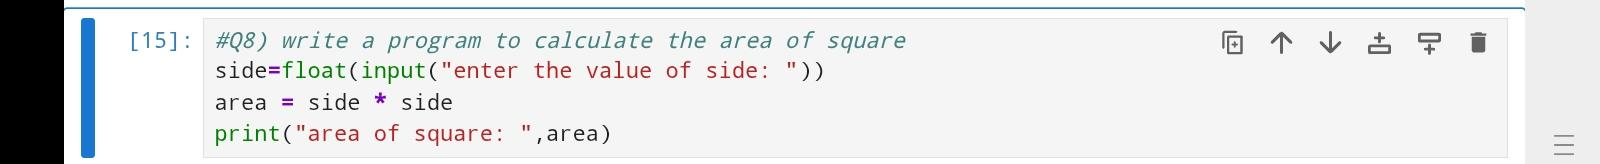 [15]: #Q8) write a program to calculate the area of square
side=float(input("enter the value of side: "))
area = side * side
print("area of square: ",area)